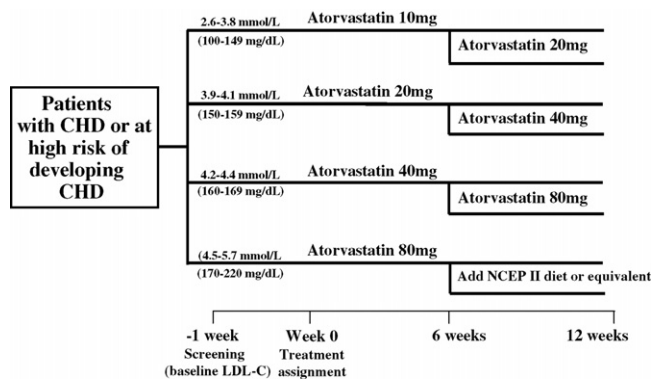 Patients
with CHD or at
high risk of
developing
CHD
2.6-3.8 mmol/L
(100-149 mg/dL)
Atorvastatin 10mg
Atorvastatin 20mg
3.9-4.1 mmol/L
(150-159 mg/dL)
Atorvastatin 20mg
Atorvastatin 40mg
4.2-4.4 mmol/L
(160-169 mg/dL)
Atorvastatin 40mg
Atorvastatin 80mg
(4.5-5.7 mmol/L
(170-220 mg/dL)
Atorvastatin 80mg
Add NCEP II diet or equivalent
-1 week
Screening
(baseline LDL-C)
Week 0
Treatment
assignment
6 weeks
12 weeks